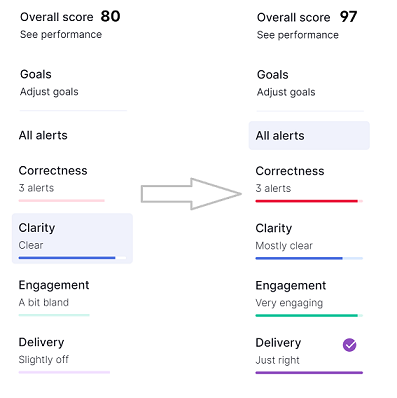 Overall score 80
See performance
Goals
Adjust goals
All alerts
Correctness
3 alerts
Clarity
Clear
Engagement
A bit bland
Delivery
Slightly off
Overall score 97
See performance
Goals
Adjust goals
All alerts
Correctness
3 alerts
Clarity
Mostly clear
Engagement
Very engaging
Delivery
Just right